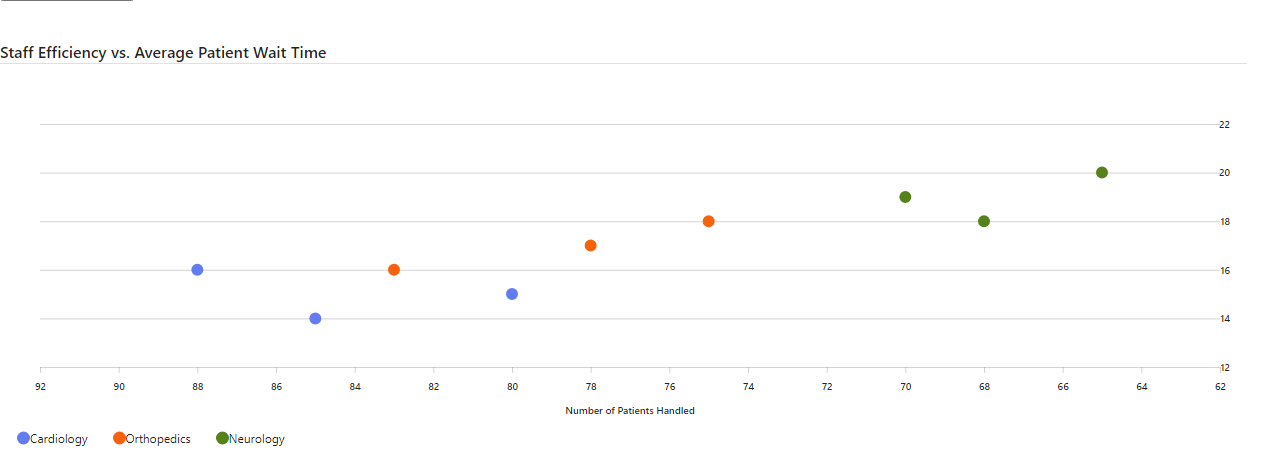 Staff Efficiency vs. Average Patient Wait Time
22
20
18
16
14
12
92 90 88 86 84 82 80 78 76 74 72 70 68 66 64 62
Number of Patients Handled
Cardiology Orthopedics Neurology